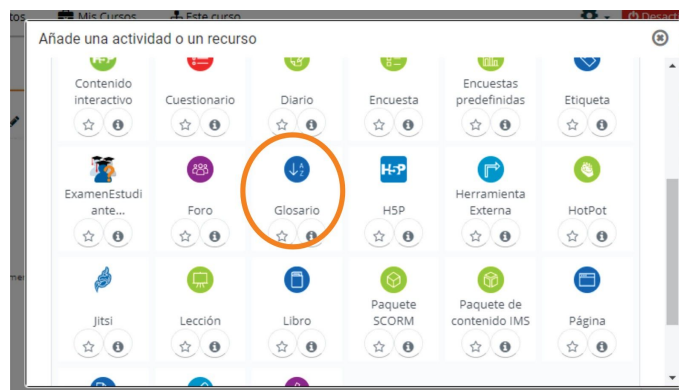 Mis Cursos Este curso
Añade una actividad o un recurso
Contenido interactivo
Cuestionario
Diario
Encuesta
Encuestas predefinidas
Etiqueta
ExamenEstudi
ante...
Foro
Glosario
H5P
H5P
Herramienta
Externa
HotPot
Jitsi
Lección
Libro
Paquete
SCORM
Paquete de
contenido IMS
Página